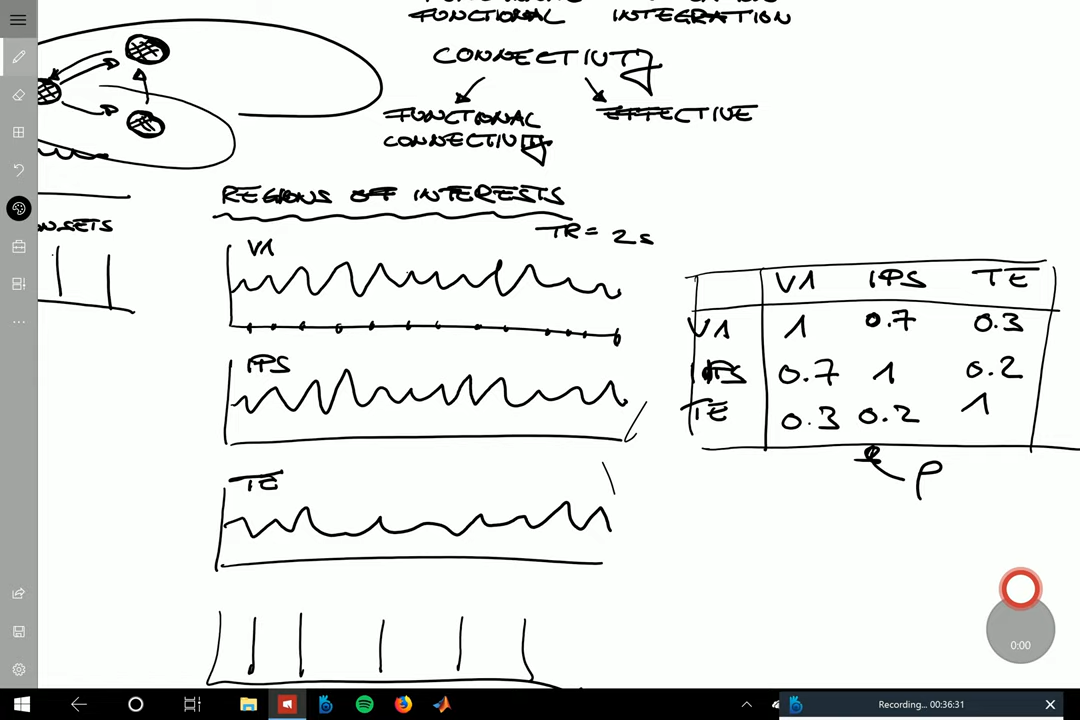 FUNCTIONAL INTEGRATION
CONNECTIVITY
FUNCTIONAL EFFECTIVE
CONNECTIVITY
REGIONS OFF INTERESTS
TR = 2s
NSETS
V1
IPS
TE
V1 IPS TE
V1 1 0.7 0.3
IPS 0.7 1 0.2
TE 0.3 0.2 1
ρ
0:00
Recording... 00:36:31